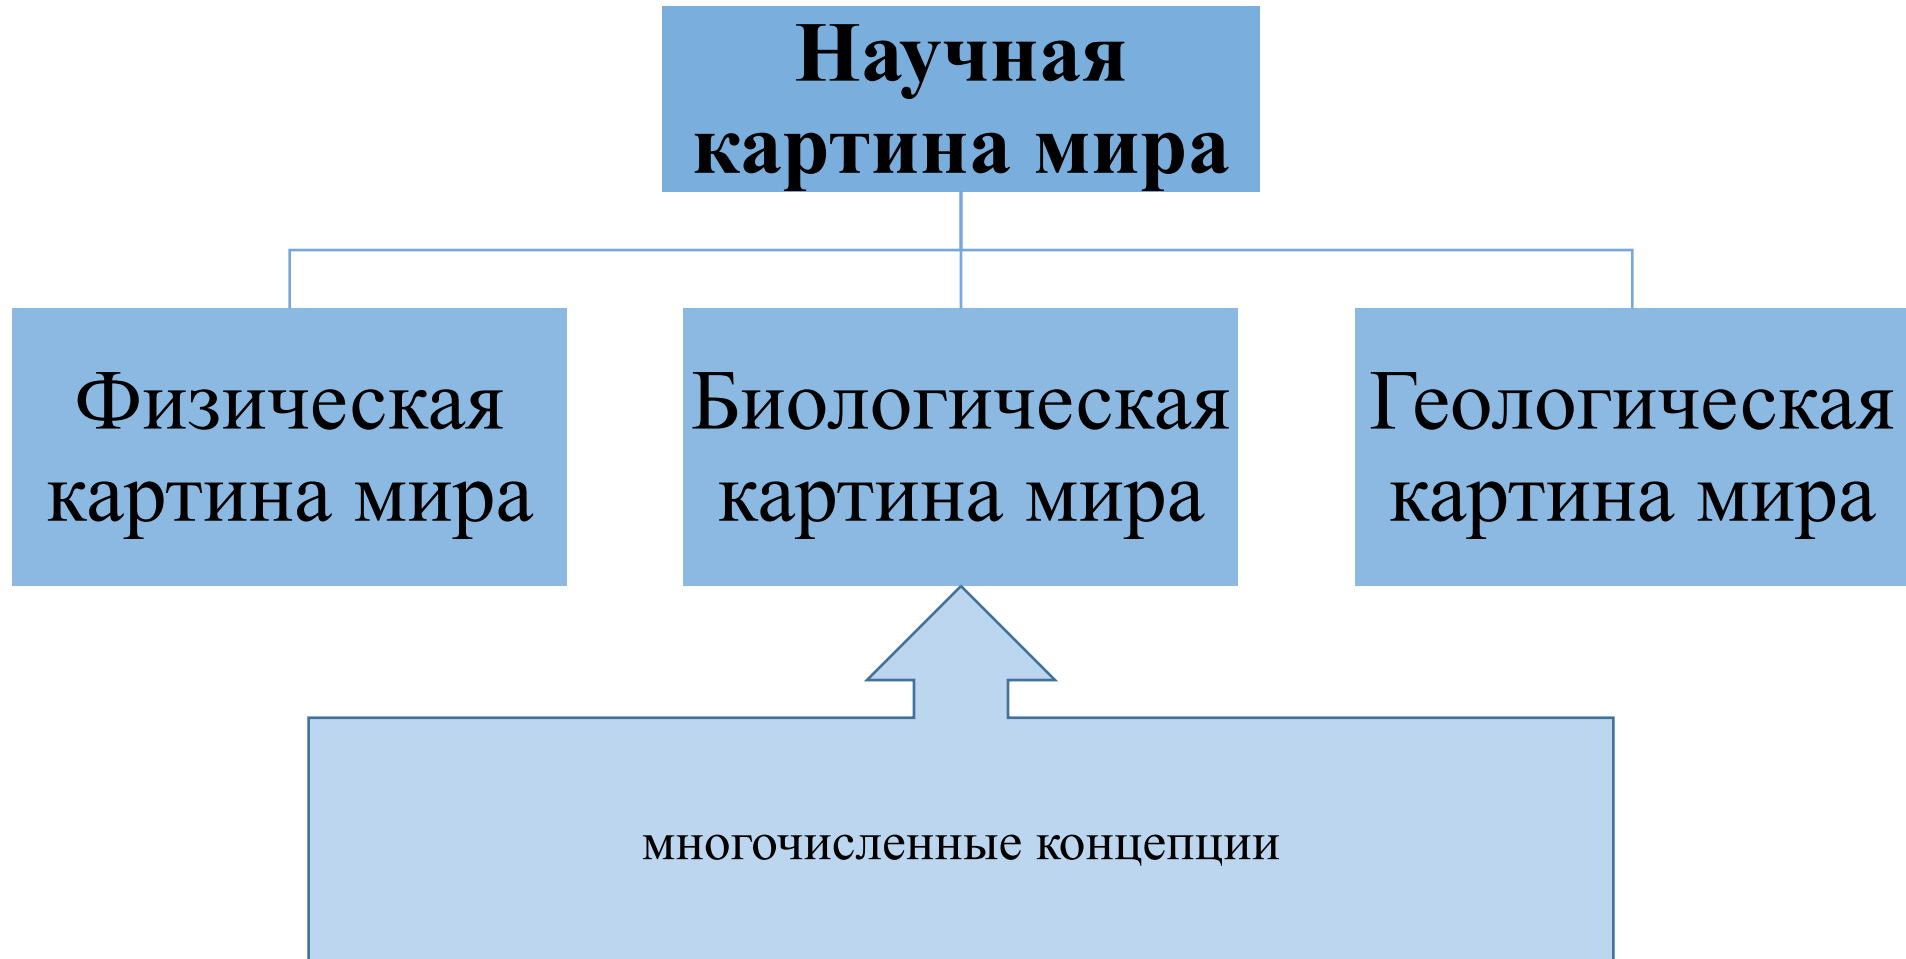 Научная
картина мира
Физическая
картина мира
Биологическая
картина мира
Геологическая
картина мира
многочисленные концепции